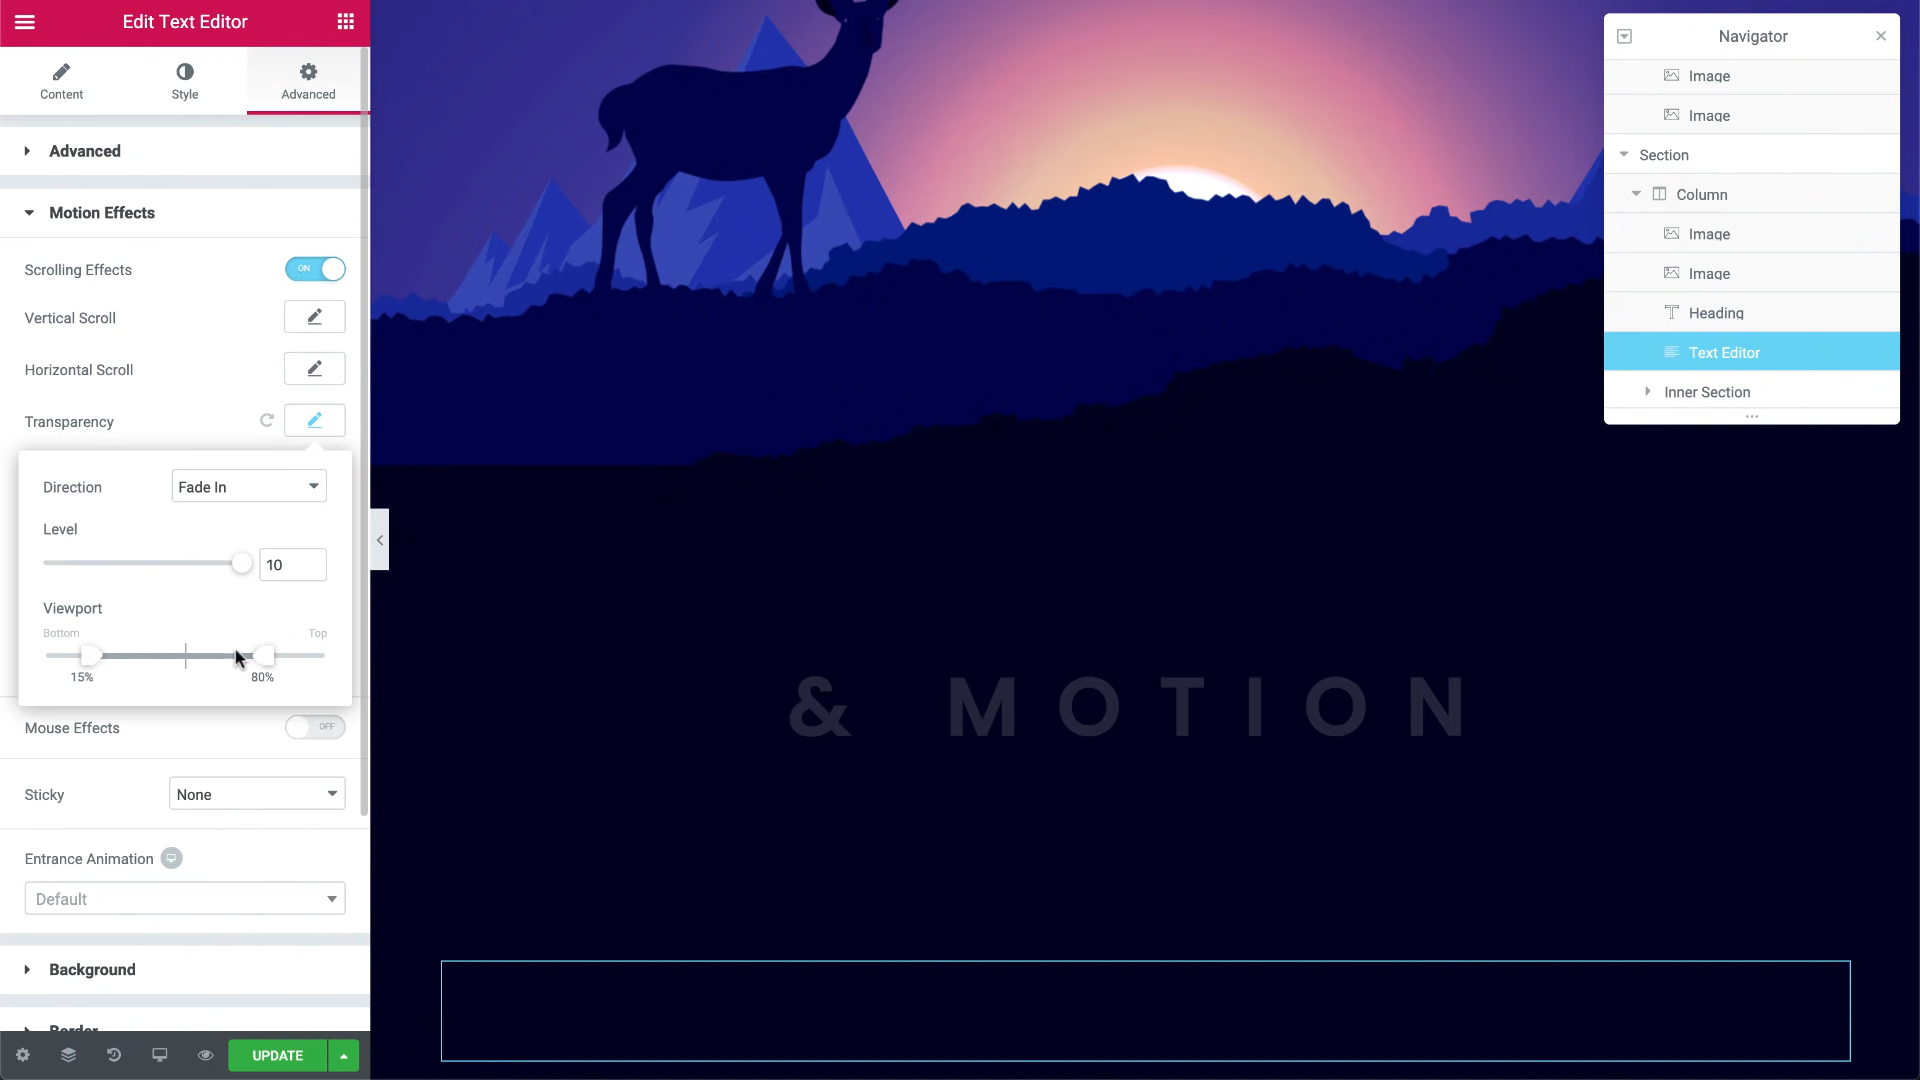 Edit Text Editor
Content
Style
Advanced
Advanced
Motion Effects
Scrolling Effects
ON
Vertical Scroll
Horizontal Scroll
Transparency
Direction
Fade In
Level
10
Viewport
Bottom
Top
15%
80%
Mouse Effects
OFF
Sticky
None
Entrance Animation
Default
Background
Border
UPDATE
& MOTION
Navigator
Image
Image
Section
Column
Image
Image
Heading
Text Editor
Inner Section